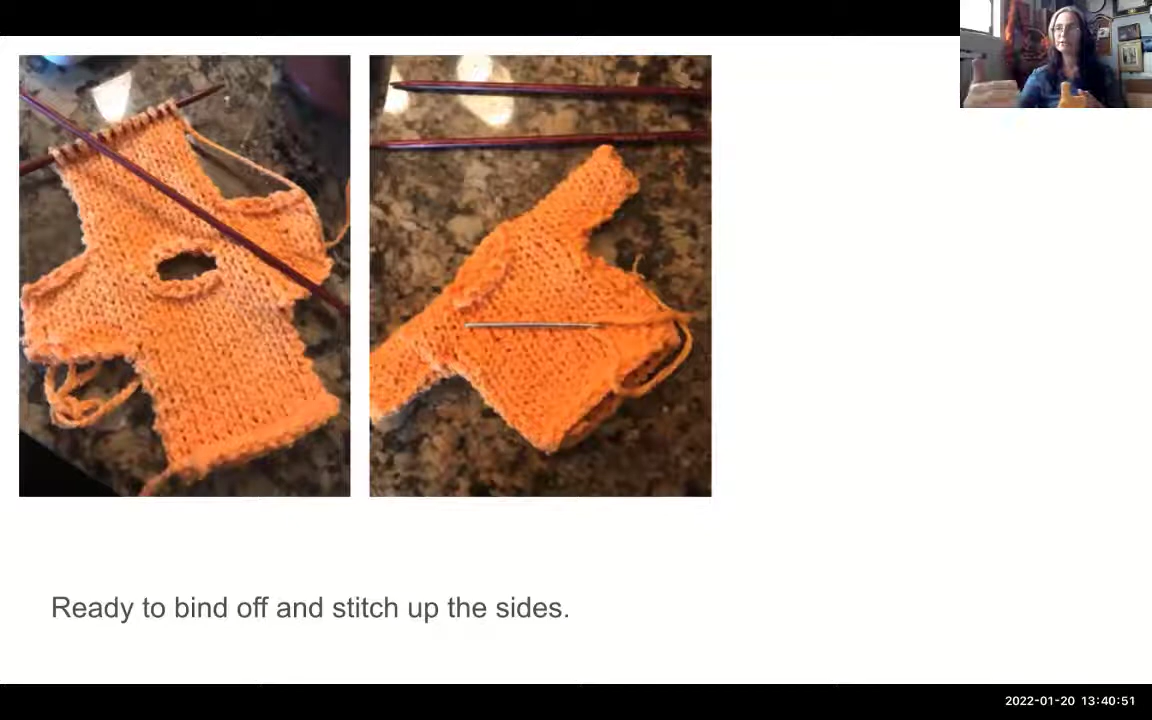 Ready to bind off and stitch up the sides.
2022-01-20 13:40:51